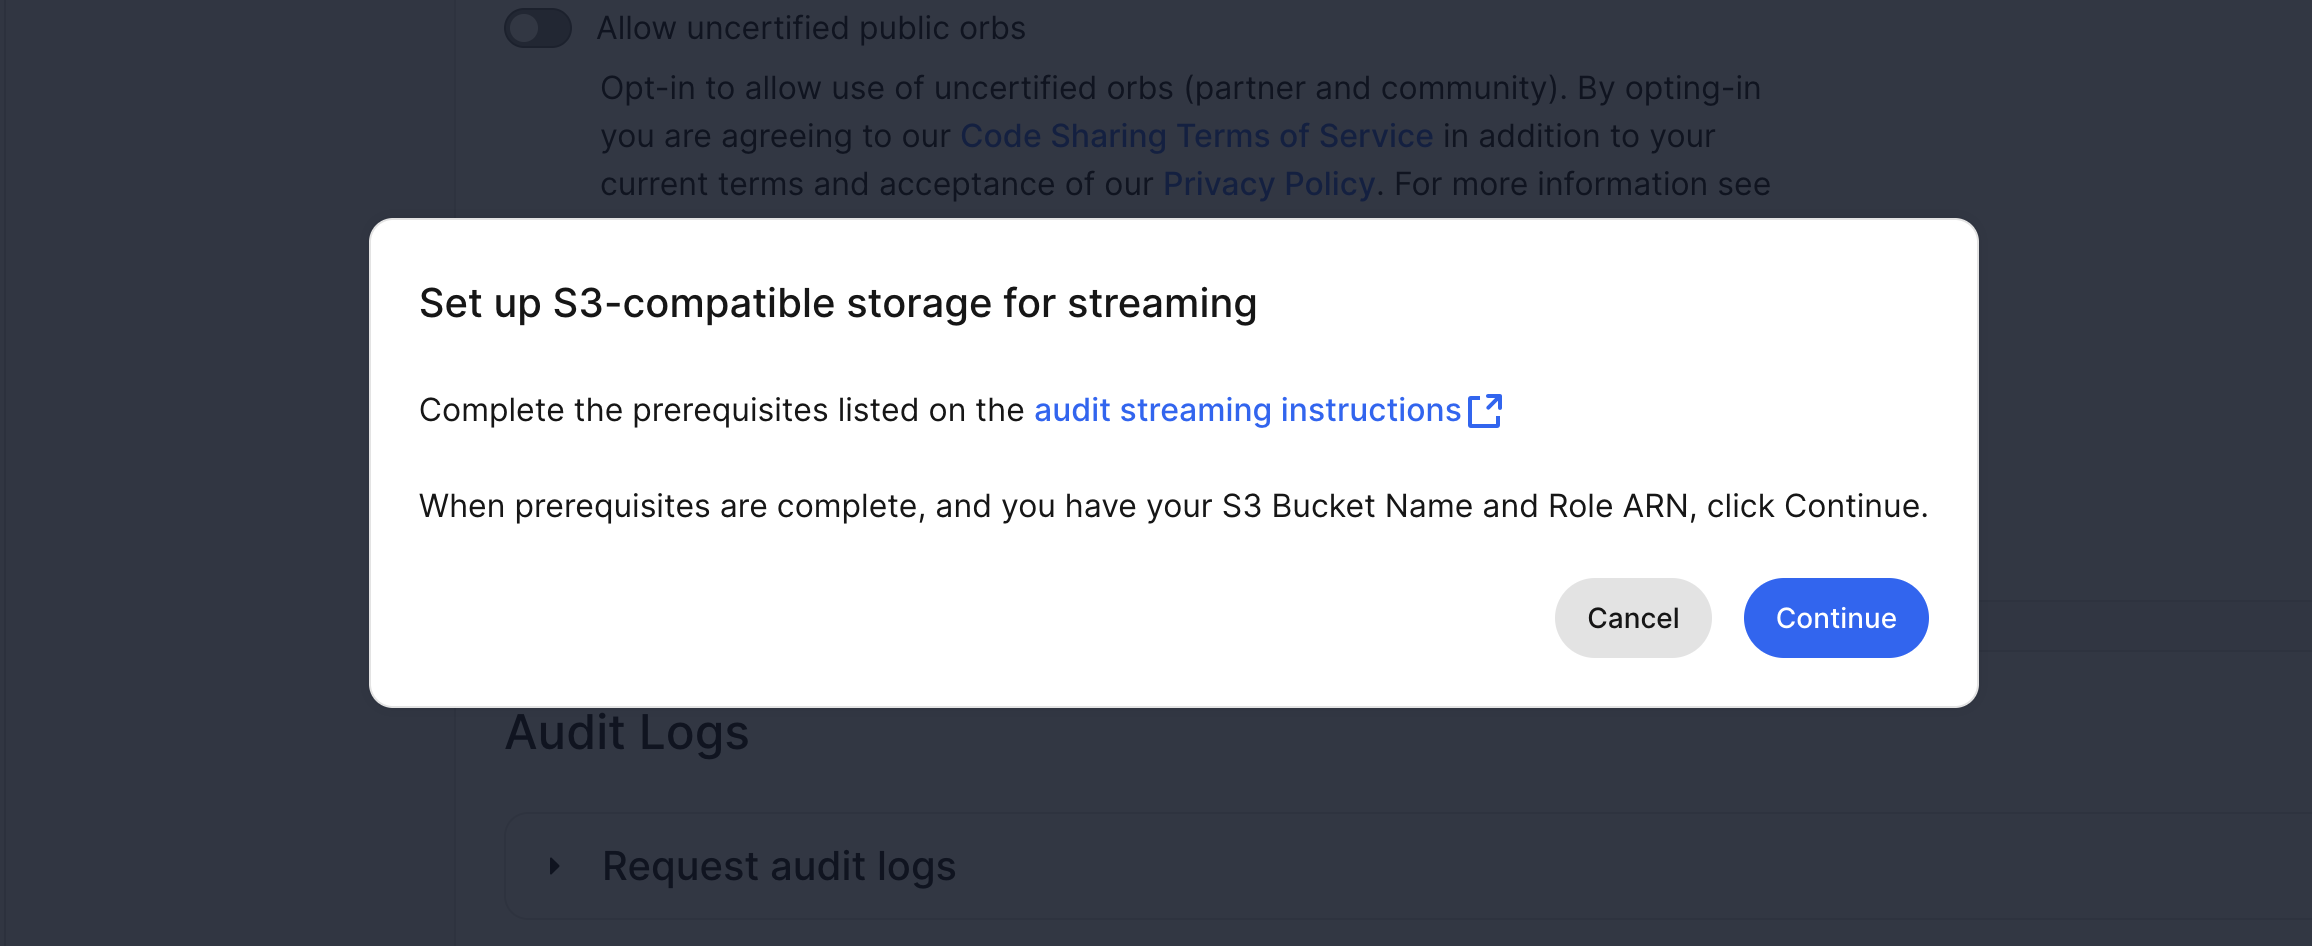 Allow uncertified public orbs
Opt-in to allow use of uncertified orbs (partner and community). By opting-in
you are agreeing to our Code Sharing Terms of Service in addition to your
current terms and acceptance of our Privacy Policy. For more information see
Set up S3-compatible storage for streaming
Complete the prerequisites listed on the audit streaming instructions
When prerequisites are complete, and you have your S3 Bucket Name and Role ARN, click Continue.
Cancel
Continue
Audit Logs
Request audit logs